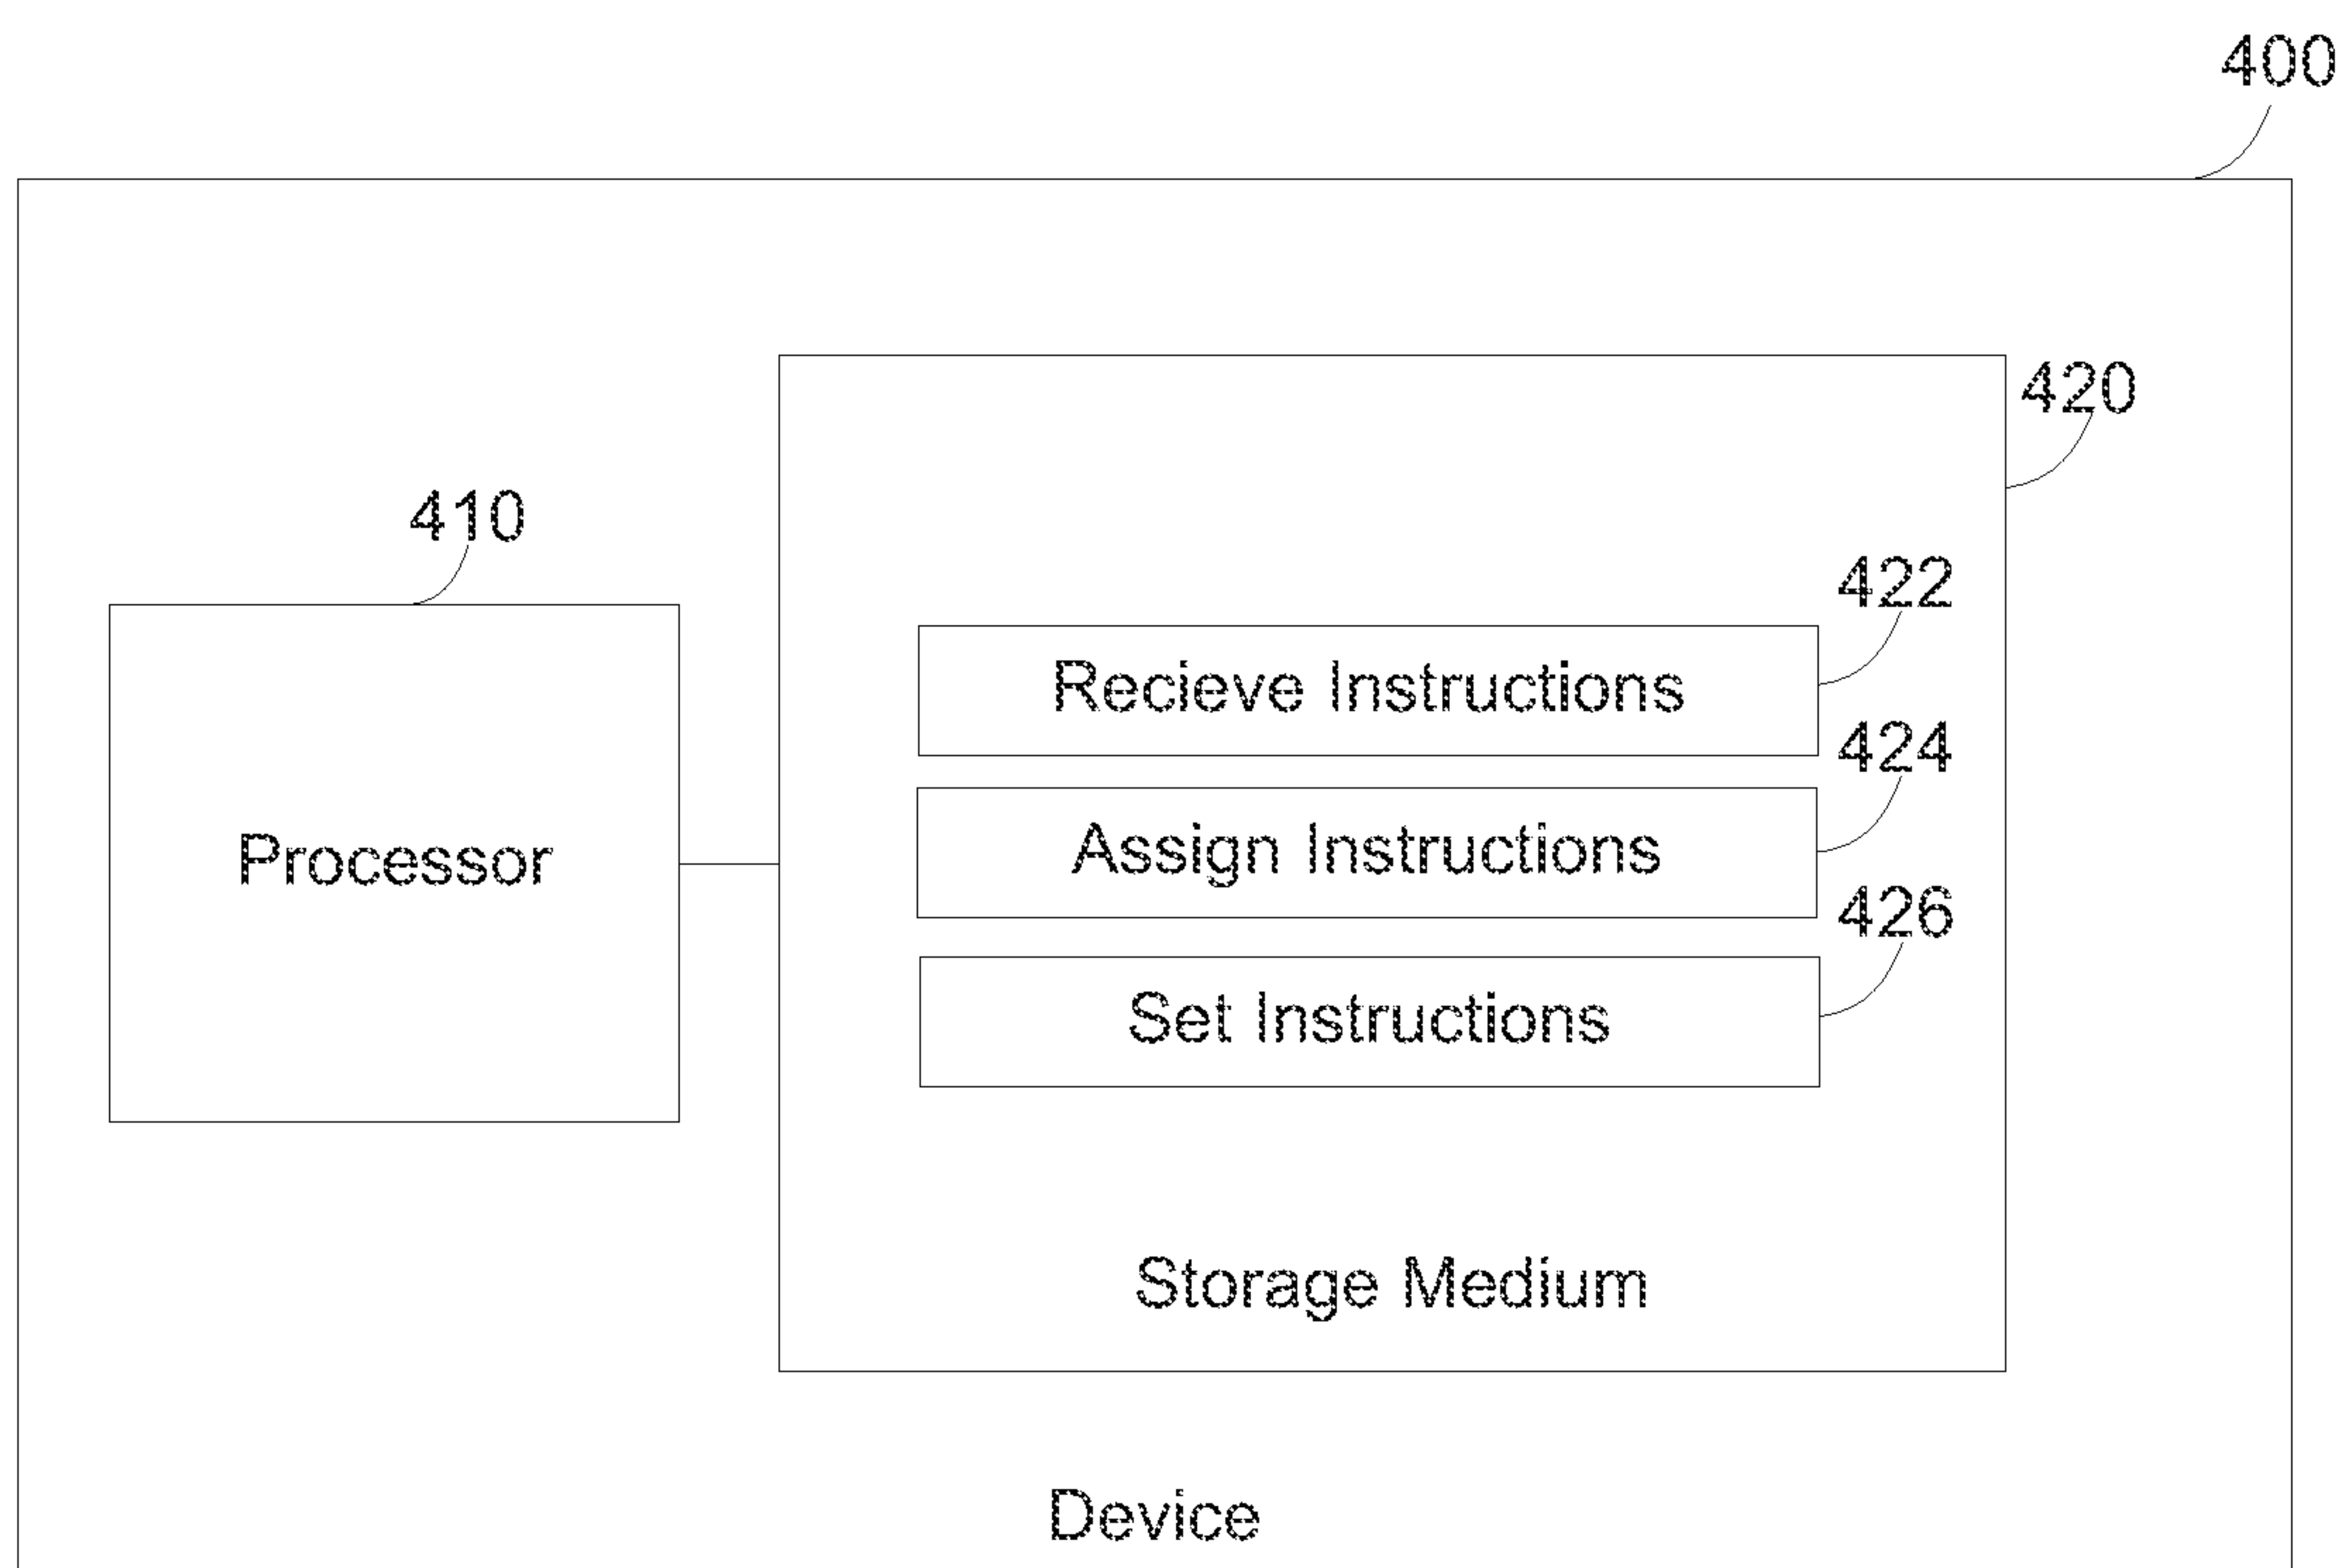 400
420
410
422
Recieve Instructions
424
Assign Instructions
Processor
426
Set Instructions
Storage Medium
Device